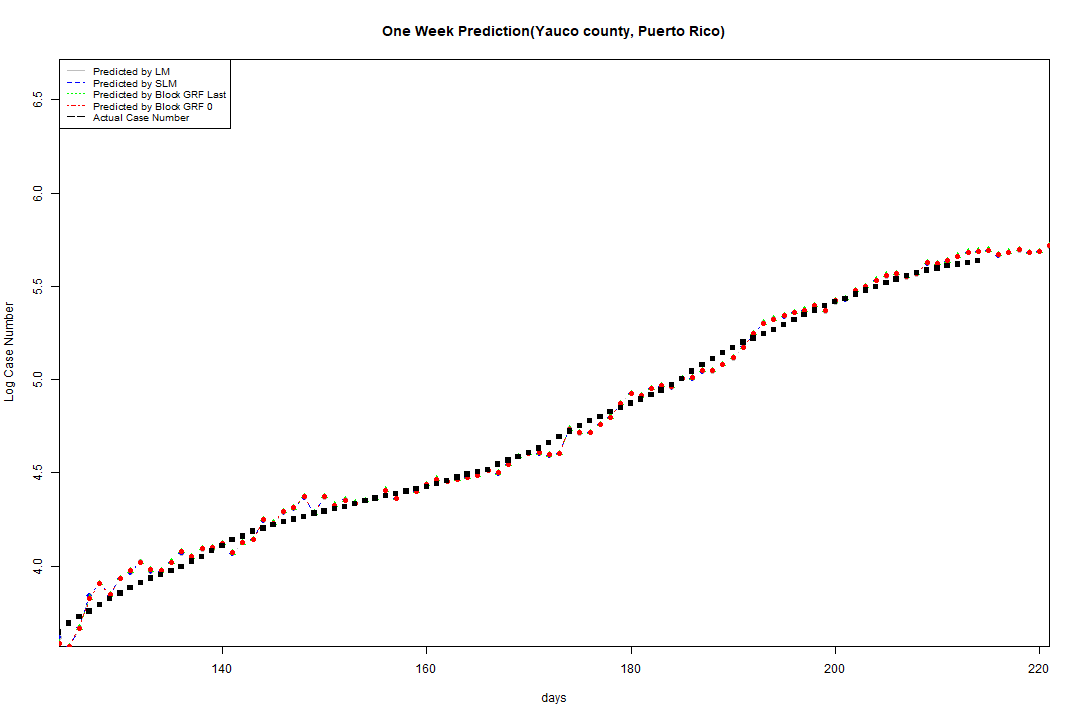 One Week Prediction(Yauco county, Puerto Rico)
Predicted by LM
Predicted by SLM
Predicted by Block GRF Last
Predicted by Block GRF 0
Actual Case Number
6.5
6.0
5.5
5.0
4.5
4.0
Log Case Number
140 160 180 200 220
days